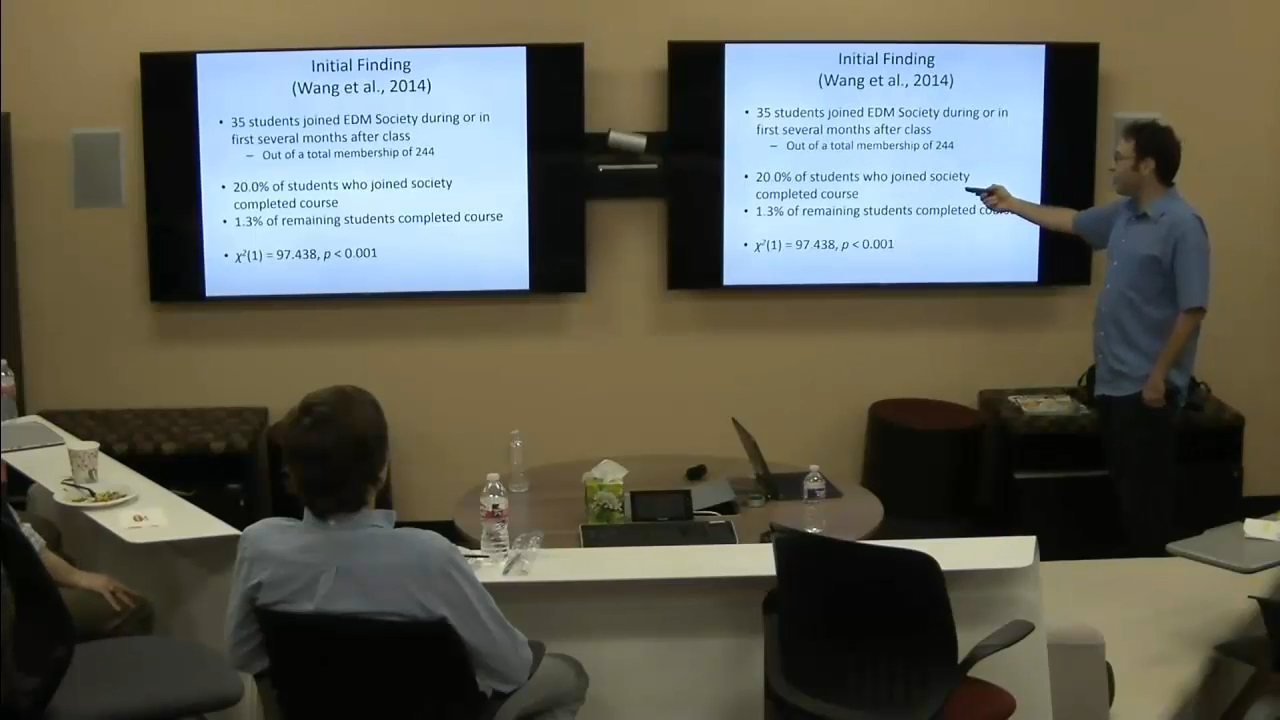 Initial Finding
(Wang et al., 2014)
• 35 students joined EDM Society during or in
first several months after class
– Out of a total membership of 244
• 20.0% of students who joined society
completed course
• 1.3% of remaining students completed course
• χ²(1) = 97.438, p < 0.001
Initial Finding
(Wang et al., 2014)
• 35 students joined EDM Society during or in
first several months after class
– Out of a total membership of 244
• 20.0% of students who joined society
completed course
• 1.3% of remaining students completed course
• χ²(1) = 97.438, p < 0.001